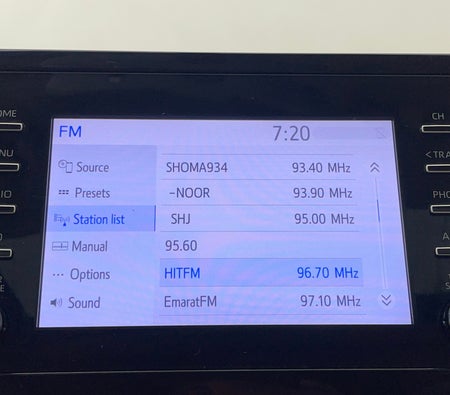 FM 7:20
Source SHOMA934 93.40 MHz
Presets -NOOR 93.90 MHz
Station list SHJ 95.00 MHz
Manual 95.60
Options HITFM 96.70 MHz
Sound EmaratFM 97.10 MHz
CH